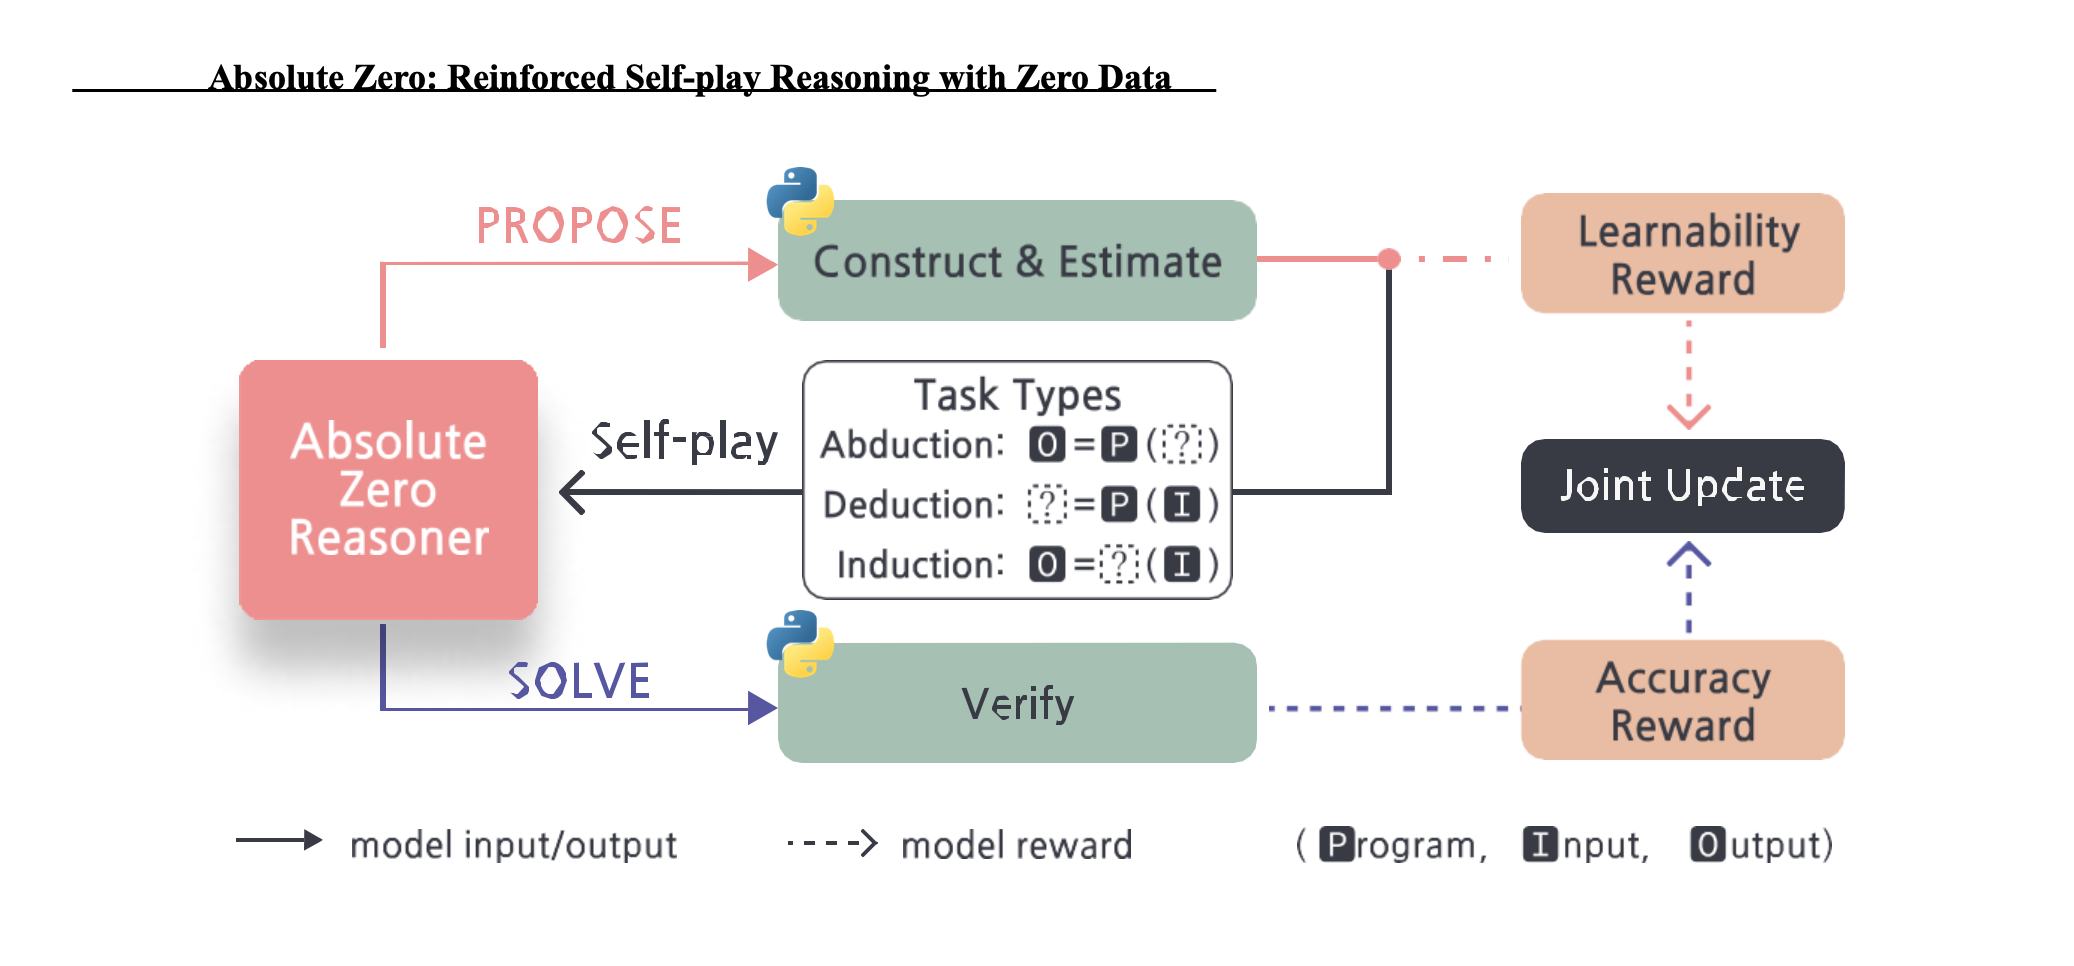 Absolute Zero: Reinforced Self-play Reasoning with Zero Data
PROPOSE
Construct & Estimate
Learnability
Reward
Absolute
Zero
Reasoner
Self-play
Task Types
Abduction: O = P ( ? )
Deduction: ? = P ( I )
Induction: O = ? ( I )
Joint Update
SOLVE
Verify
Accuracy
Reward
model input/output
model reward
( Program, Input, Output)